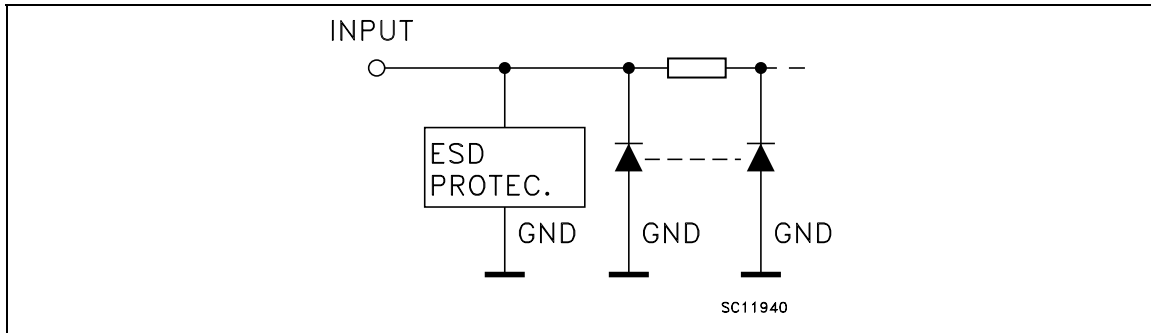 INPUT
ESD
PROTEC.
GND
GND
GND
SC11940